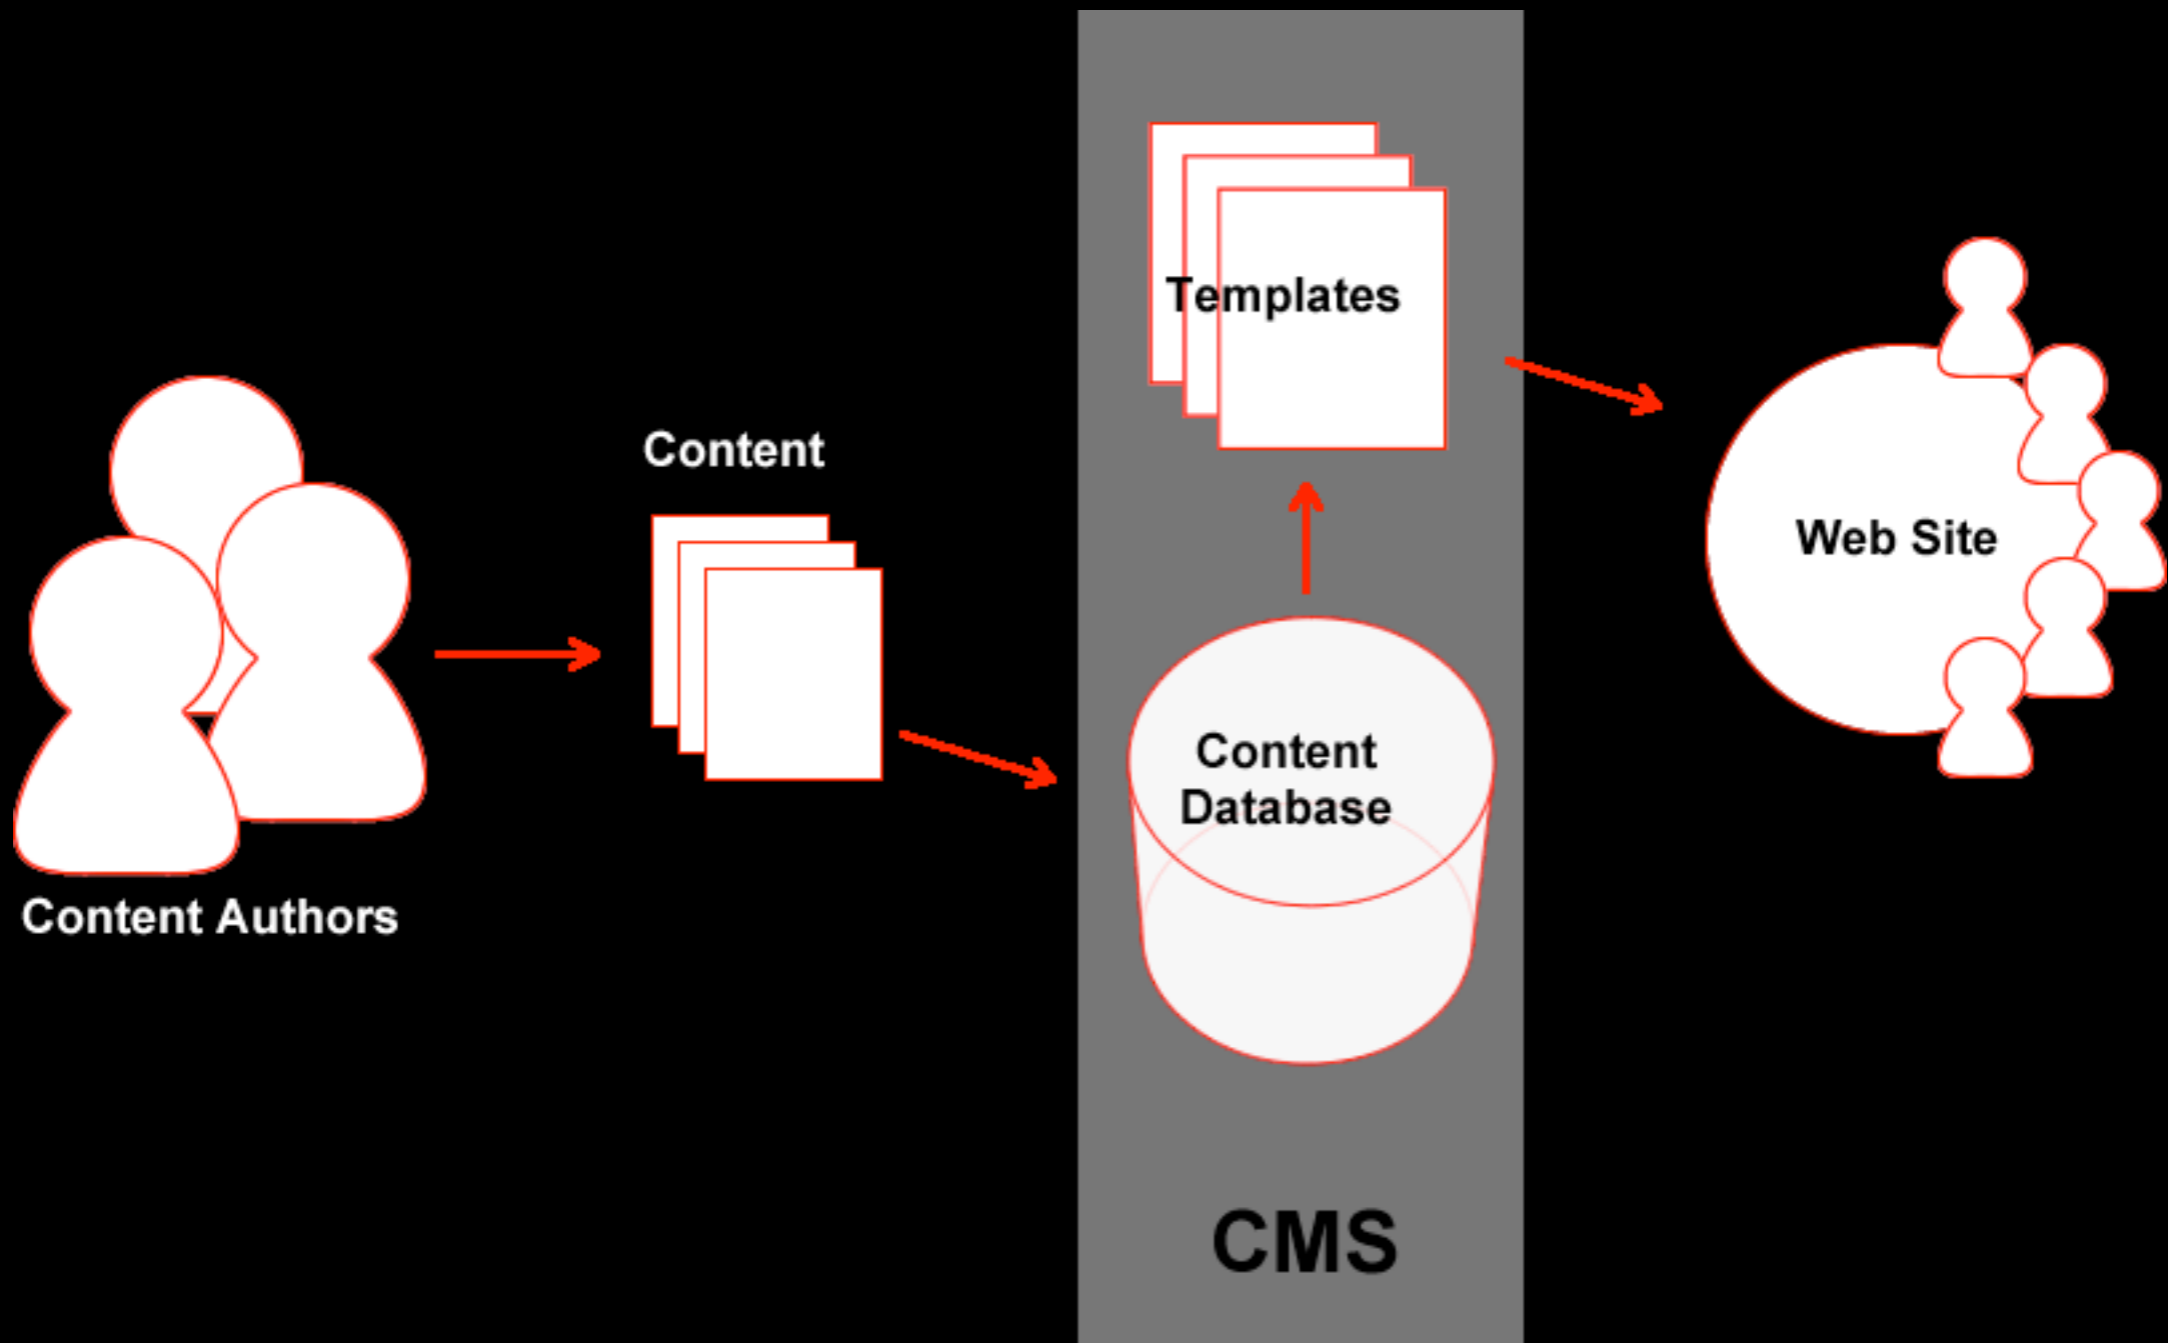 Content Authors
Content
Templates
Content
Database
CMS
Web Site